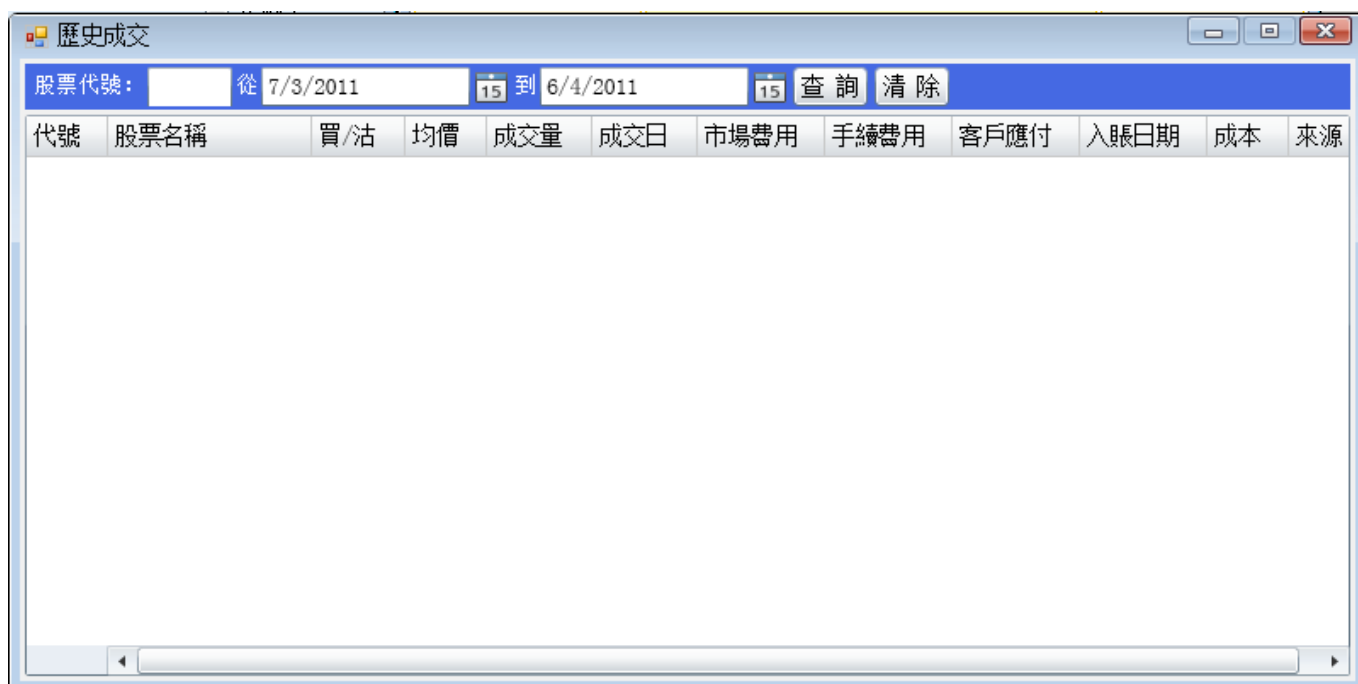 歷史成交
股票代號: 從 7/3/2011 15 到 6/4/2011 15 查 詢 清 除
代號 股票名稱 買/沽 均價 成交量 成交日 市場費用 手續費用 客戶應付 入賬日期 成本 來源